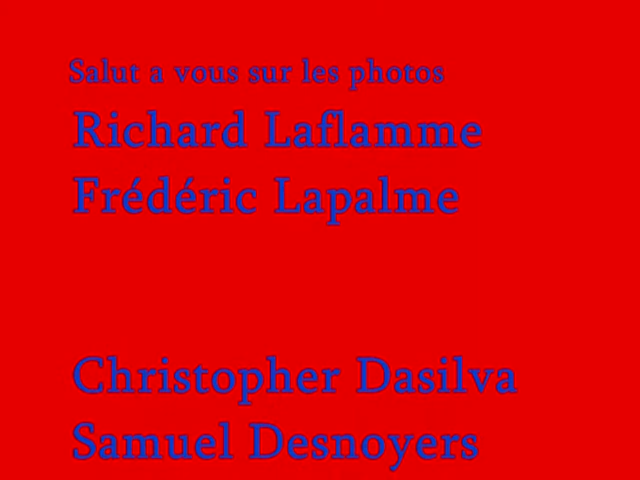 Salut a vous sur les photos
Richard Laflamme
Frédéric Lapalme
Christopher Dasilva
Samuel Desnoyers